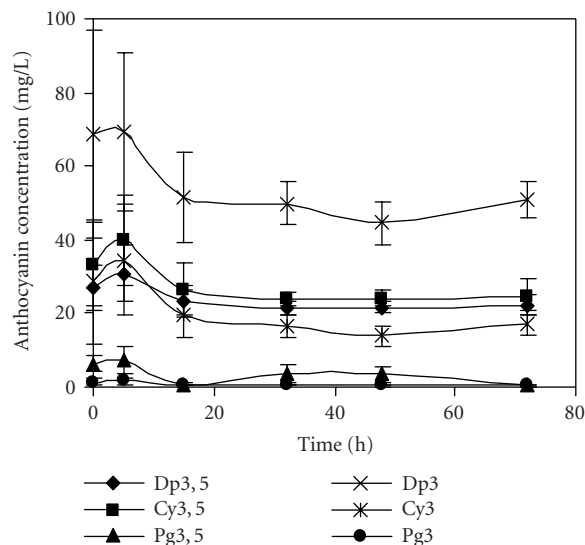 100
80
60
40
20
0
Anthocyanin concentration (mg/L)
0 20 40 60 80
Time (h)
Dp3, 5 Dp3
Cy3, 5 Cy3
Pg3, 5 Pg3